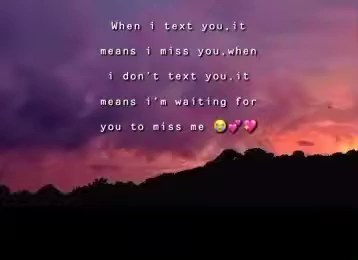 When i text you,it
means i miss you,when
i don't text you,it
means i'm waiting for
you to miss me 😭💕💖